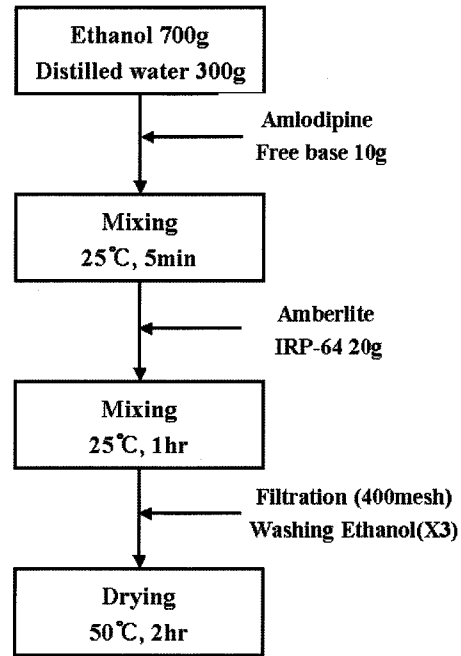 Ethanol 700g
Distilled water 300g
Amlodipine
Free base 10g
Mixing
25℃, 5min
Amberlite
IRP-64 20g
Mixing
25℃, 1hr
Filtration (400mesh)
Washing Ethanol(X3)
Drying
50℃, 2hr